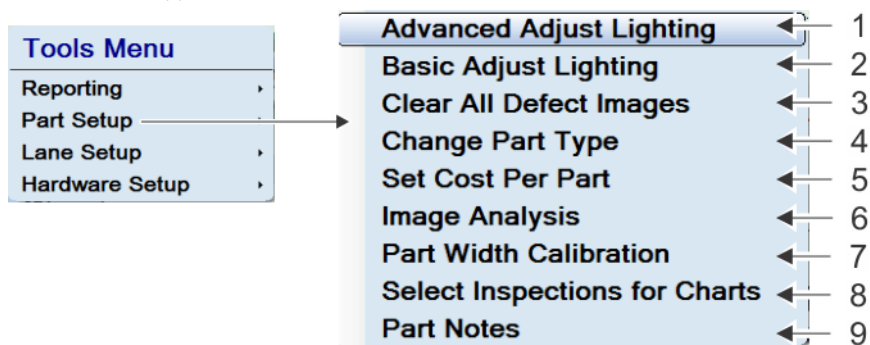 Tools Menu
Reporting
Part Setup
Lane Setup
Hardware Setup
Advanced Adjust Lighting 1
Basic Adjust Lighting 2
Clear All Defect Images 3
Change Part Type 4
Set Cost Per Part 5
Image Analysis 6
Part Width Calibration 7
Select Inspections for Charts 8
Part Notes 9